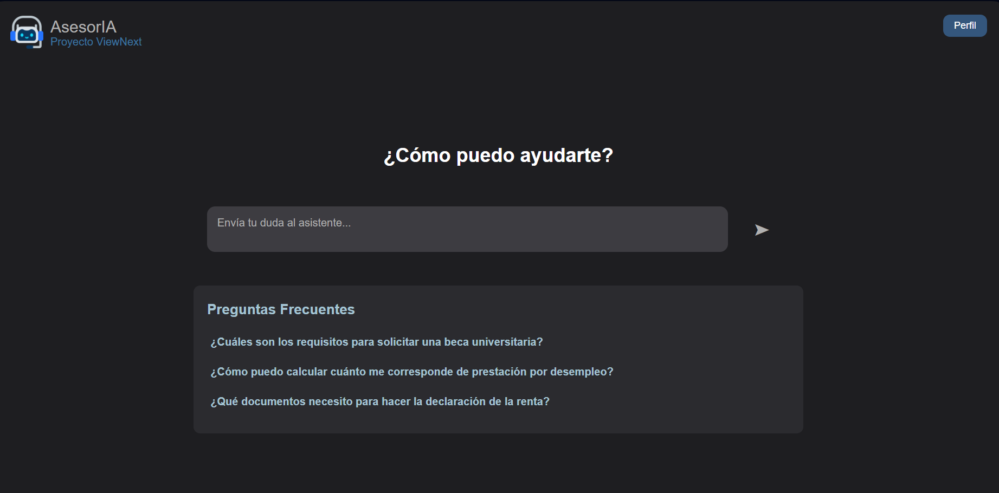 AsesorIA
Proyecto ViewNext
Perfil
¿Cómo puedo ayudarte?
Envía tu duda al asistente...
Preguntas Frecuentes
¿Cuáles son los requisitos para solicitar una beca universitaria?
¿Cómo puedo calcular cuánto me corresponde de prestación por desempleo?
¿Qué documentos necesito para hacer la declaración de la renta?